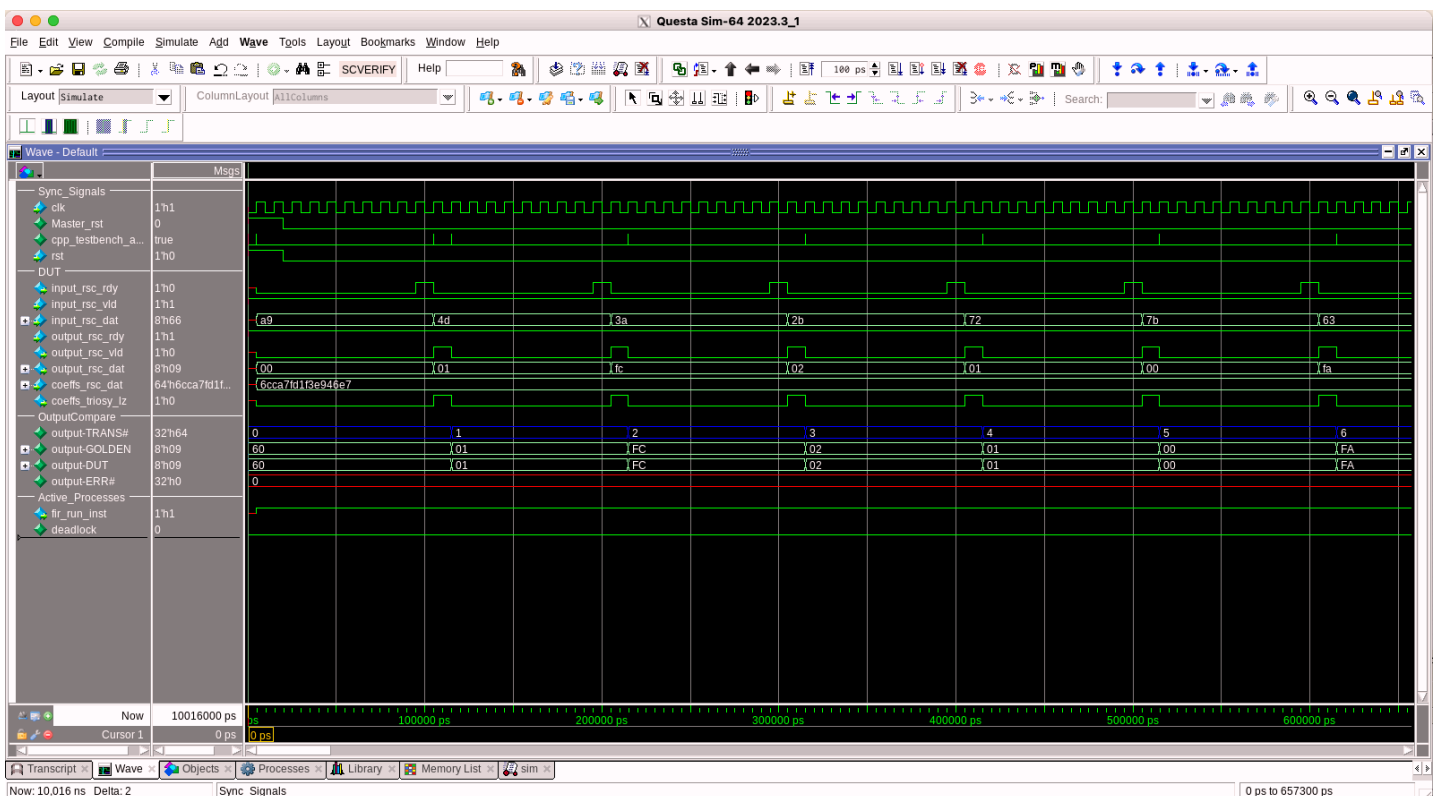 Questa Sim-64 2023.3_1
File Edit View Compile Simulate Add Wave Tools Layout Bookmarks Window Help
SCVERIFY Help 100 ps
Layout Simulate ColumnLayout AllColumns Search:
Wave - Default
Msgs
Sync_Signals
clk 1'h1
Master_rst 0
cpp_testbench_a... true
rst 1'h0
DUT
input_rsc_rdy 1'h0
input_rsc_vld 1'h1
input_rsc_dat 8'h66 a9 4d 3a 2b 72 7b 63
output_rsc_rdy 1'h1
output_rsc_vld 1'h0
output_rsc_dat 8'h09 00 01 fc 02 01 00 fa
coeffs_rsc_dat 64'h6cca7fd1f... 6cca7fd1f3e946e7
coeffs_triosy_lz 1'h0
OutputCompare
output-TRANS# 32'h64 0 1 2 3 4 5 6
output-GOLDEN 8'h09 60 01 FC 02 01 00 FA
output-DUT 8'h09 60 01 FC 02 01 00 FA
output-ERR# 32'h0 0
Active_Processes
fir_run_inst 1'h1
deadlock 0
Now 10016000 ps ps 100000 ps 200000 ps 300000 ps 400000 ps 500000 ps 600000 ps
Cursor 1 0 ps 0 ps
Transcript Wave Objects Processes Library Memory List sim
Now: 10,016 ns Delta: 2 Sync_Signals 0 ps to 657300 ps